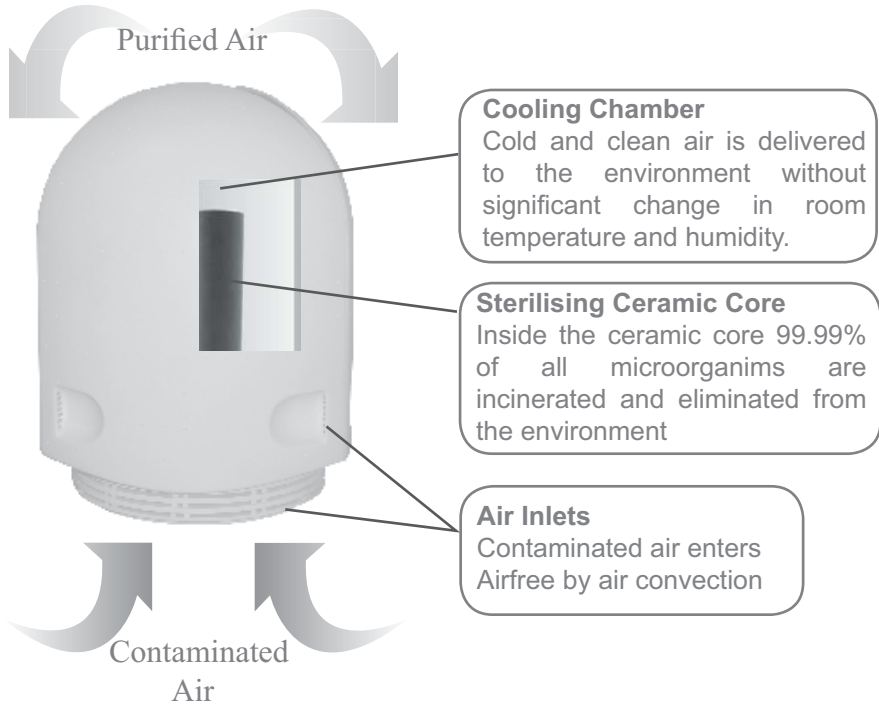 Purified Air
Cooling Chamber
Cold and clean air is delivered
to the environment without
significant change in room
temperature and humidity.
Sterilising Ceramic Core
Inside the ceramic core 99.99%
of all microorganims are
incinerated and eliminated from
the environment
Air Inlets
Contaminated air enters
Airfree by air convection
Contaminated
Air